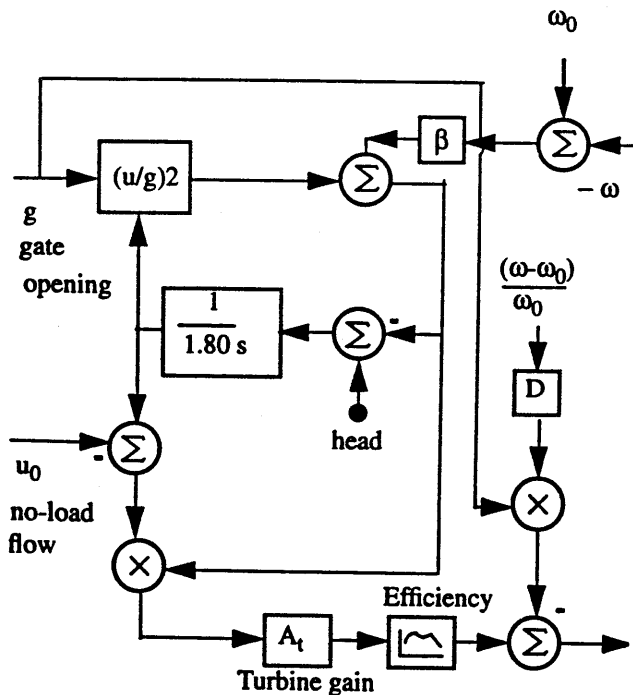 ω₀
β
Σ
- ω
(u/g)2
Σ
g
gate
opening
(ω-ω₀)
ω₀
1
1.80 s
Σ
-
head
D
Σ
-
u₀
no-load
flow
×
×
Efficiency
Aₜ
Turbine gain
Σ
-